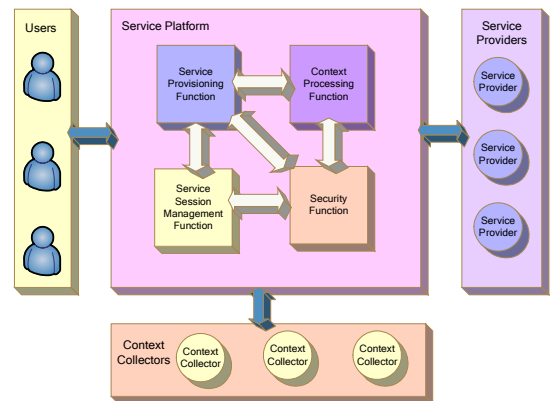 Users
Service Platform
Service
Providers
Service
Provisioning
Function
Context
Processing
Function
Service
Session
Management
Function
Security
Function
Service
Provider
Service
Provider
Service
Provider
Context
Collectors
Context
Collector
Context
Collector
Context
Collector